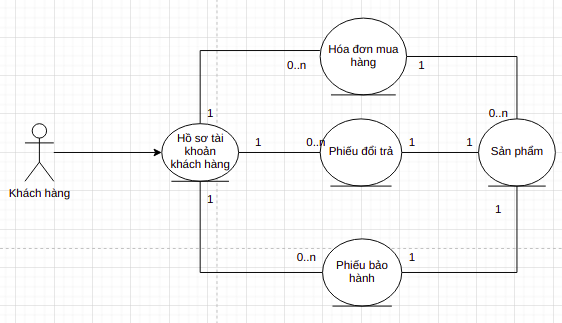 Hóa đơn mua
hàng
0..n
1
1
0..n
Hồ sơ tài
khoản
khách hàng
1
0..n
Phiếu đổi trả
1
1
Sản phẩm
Khách hàng
1
1
0..n
Phiếu bảo
hành
1